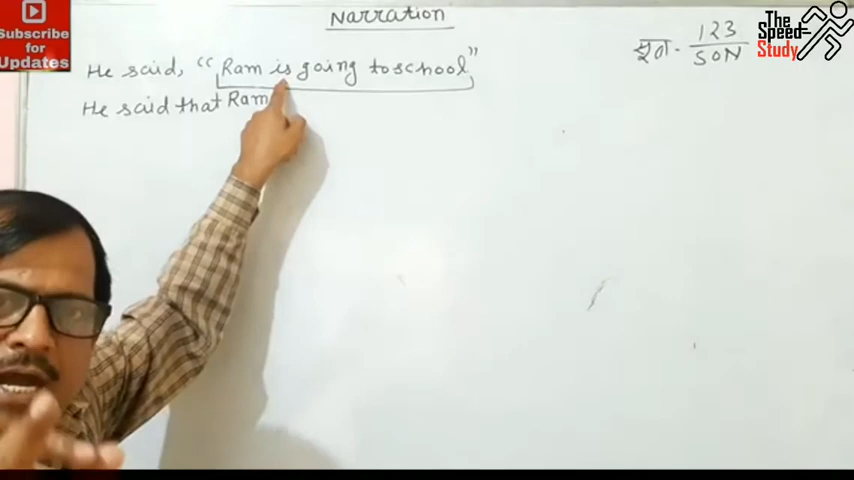 SUBSCRIBE
for
Updates
Narration
The
Speed
Study
सूत्र - 123
SON
He said, "Ram is going to school"
He said that Ram